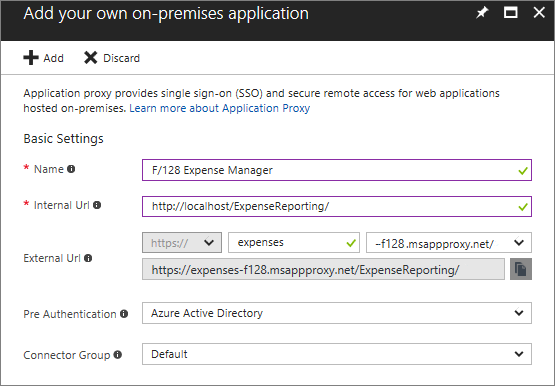 Add your own on-premises application
Add Discard
Application proxy provides single sign-on (SSO) and secure remote access for web applications
hosted on-premises. Learn more about Application Proxy
Basic Settings
* Name F/128 Expense Manager
* Internal Url http://localhost/ExpenseReporting/
https:// expenses -f128.msappproxy.net/
External Url
https://expenses-f128.msappproxy.net/ExpenseReporting/
Pre Authentication Azure Active Directory
Connector Group Default